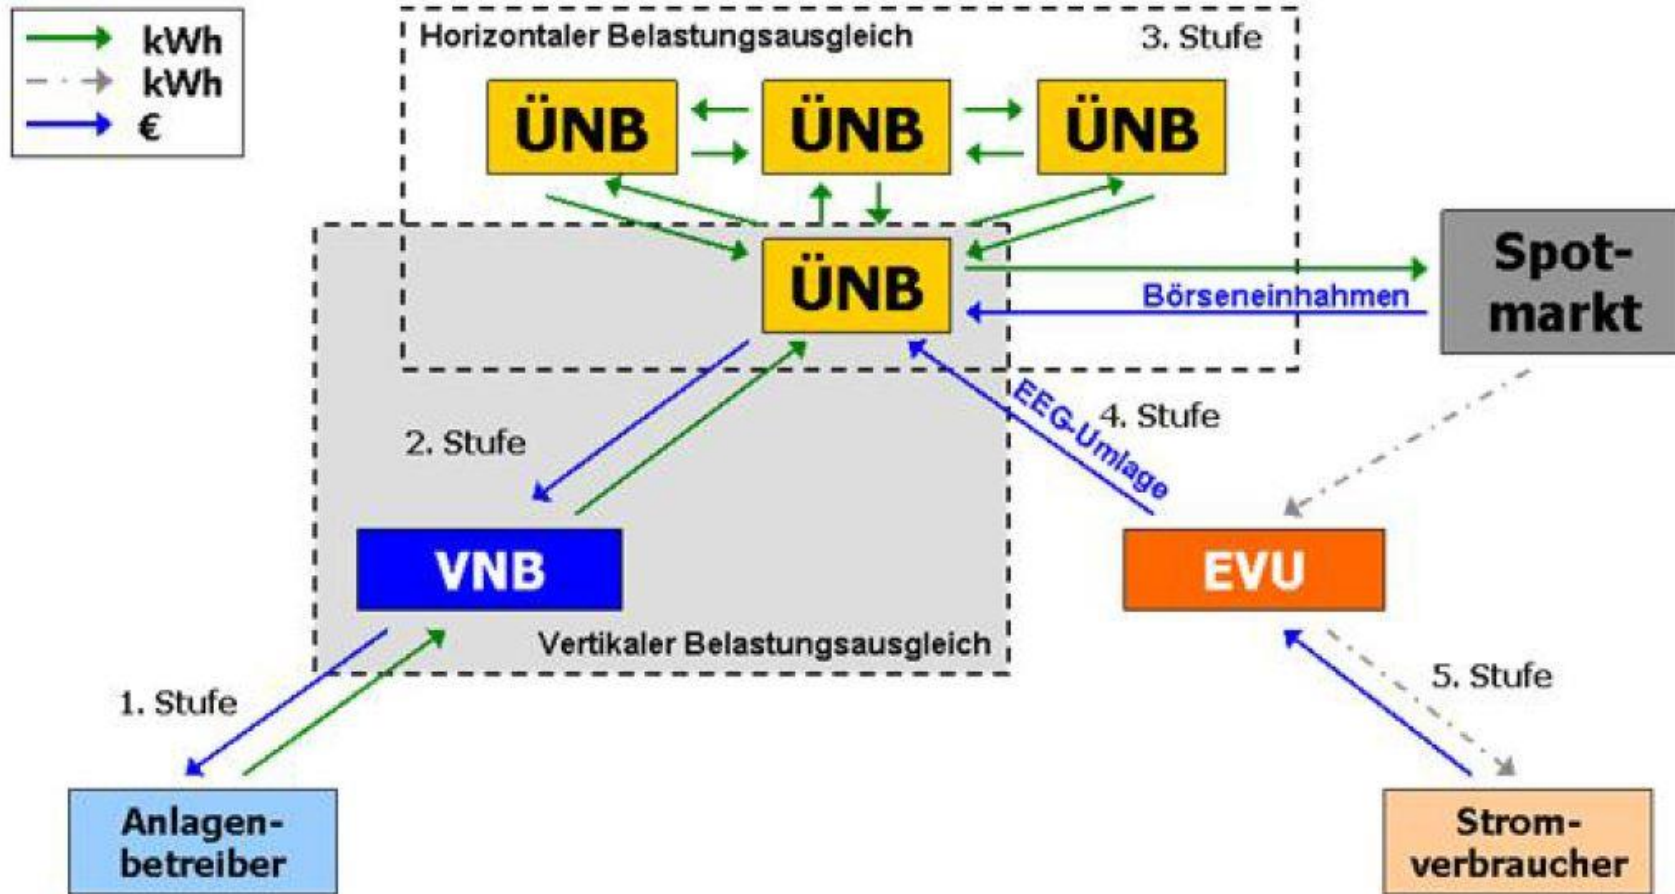 kWh
kWh
€
Horizontaler Belastungsausgleich
3. Stufe
ÜNB
ÜNB
ÜNB
ÜNB
Spot-
markt
Börseneinhahmen
EEG-Umlage
4. Stufe
2. Stufe
VNB
EVU
Vertikaler Belastungsausgleich
1. Stufe
5. Stufe
Anlagen-
betreiber
Strom-
verbraucher